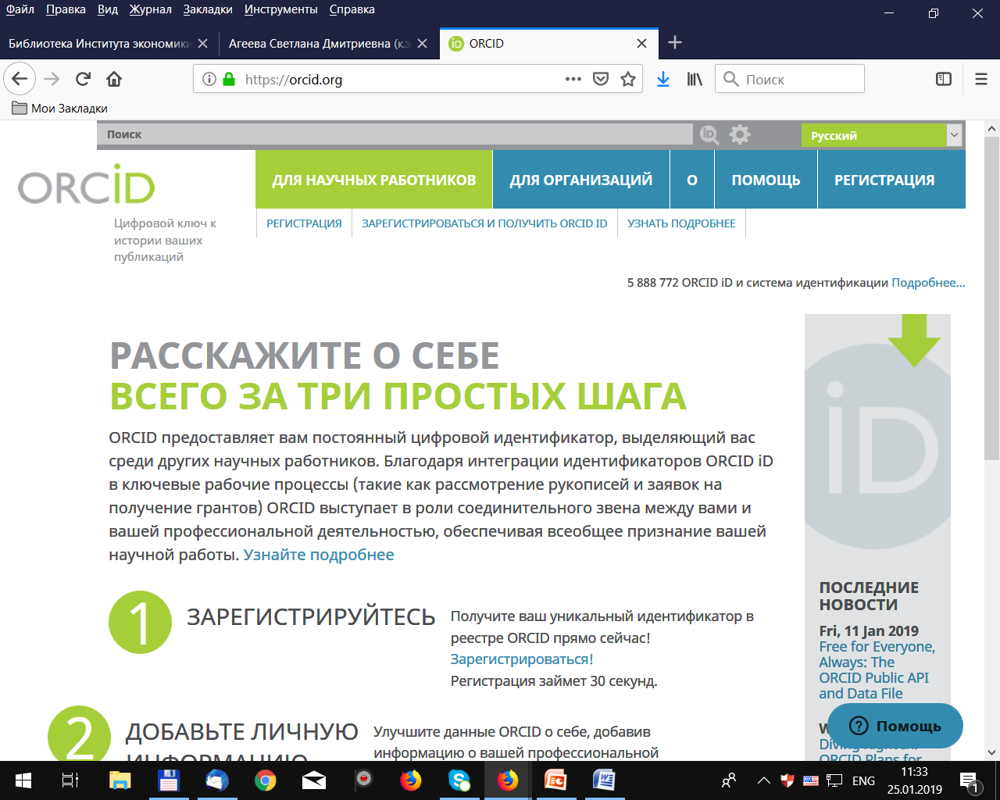 Файл Правка Вид Журнал Закладки Инструменты Справка
Библиотека Института экономики
Агеева Светлана Дмитриевна (к.э
ORCID
https://orcid.org
Поиск
Мои Закладки
Поиск
Русский
ORCID
Цифровой ключ к
истории ваших
публикаций
ДЛЯ НАУЧНЫХ РАБОТНИКОВ
ДЛЯ ОРГАНИЗАЦИЙ
О
ПОМОЩЬ
РЕГИСТРАЦИЯ
РЕГИСТРАЦИЯ
ЗАРЕГИСТРИРОВАТЬСЯ И ПОЛУЧИТЬ ORCID ID
УЗНАТЬ ПОДРОБНЕЕ
5 888 772 ORCID iD и система идентификации Подробнее...
РАССКАЖИТЕ О СЕБЕ
ВСЕГО ЗА ТРИ ПРОСТЫХ ШАГА
ORCID предоставляет вам постоянный цифровой идентификатор, выделяющий вас
среди других научных работников. Благодаря интеграции идентификаторов ORCID iD
в ключевые рабочие процессы (такие как рассмотрение рукописей и заявок на
получение грантов) ORCID выступает в роли соединительного звена между вами и
вашей профессиональной деятельностью, обеспечивая всеобщее признание вашей
научной работы. Узнайте подробнее
1
ЗАРЕГИСТРИРУЙТЕСЬ
Получите ваш уникальный идентификатор в
реестре ORCID прямо сейчас!
Зарегистрироваться!
Регистрация займет 30 секунд.
2
ДОБАВЬТЕ ЛИЧНУЮ
ИНФОРМАЦИЮ
Улучшите данные ORCID о себе, добавив
информацию о вашей профессиональной
iD
ПОСЛЕДНИЕ
НОВОСТИ
Fri, 11 Jan 2019
Free for Everyone,
Always: The
ORCID Public API
and Data File
ORCID Plans for
Помощь
ENG
11:33
25.01.2019
1